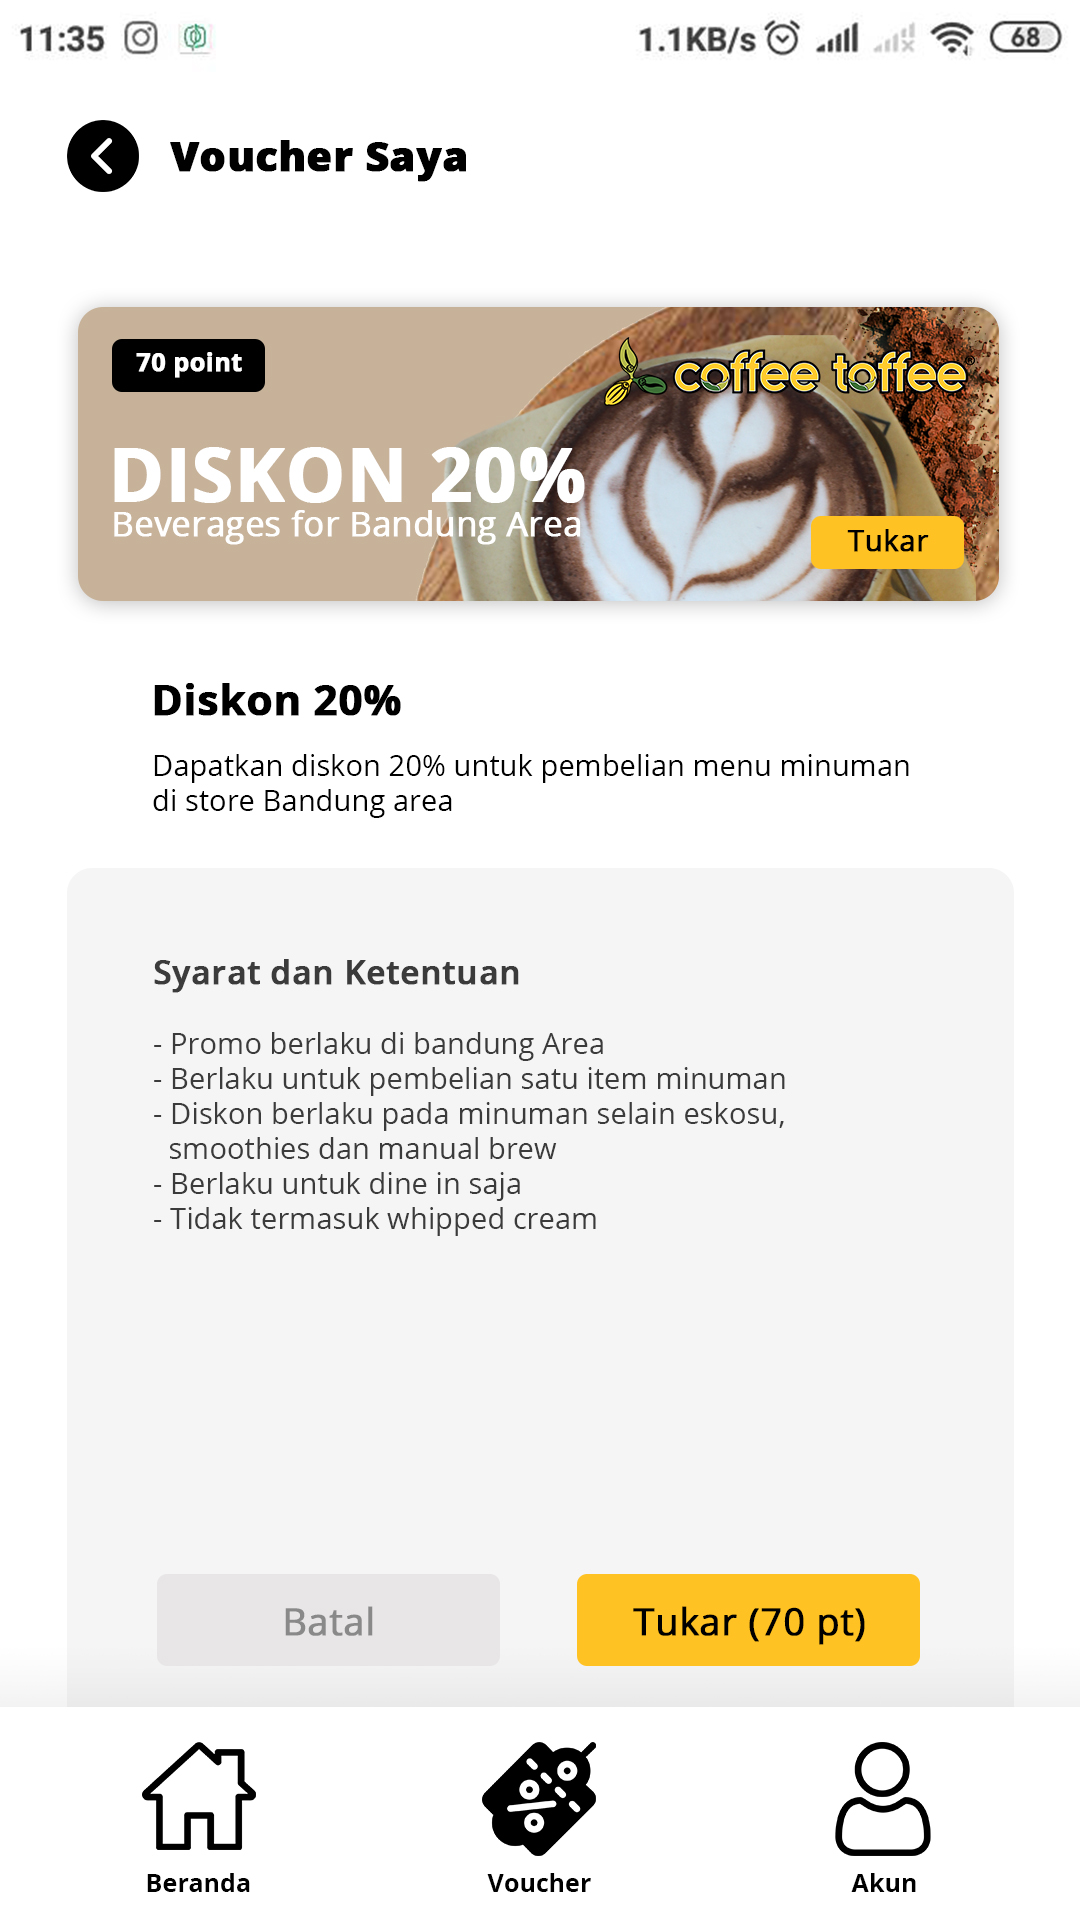 11:35 1.1KB/s 68
Voucher Saya
70 point
coffee toffee®
DISKON 20%
Beverages for Bandung Area
Tukar
Diskon 20%
Dapatkan diskon 20% untuk pembelian menu minuman
di store Bandung area
Syarat dan Ketentuan
- Promo berlaku di bandung Area
- Berlaku untuk pembelian satu item minuman
- Diskon berlaku pada minuman selain eskosu,
smoothies dan manual brew
- Berlaku untuk dine in saja
- Tidak termasuk whipped cream
Batal
Tukar (70 pt)
Beranda
Voucher
Akun